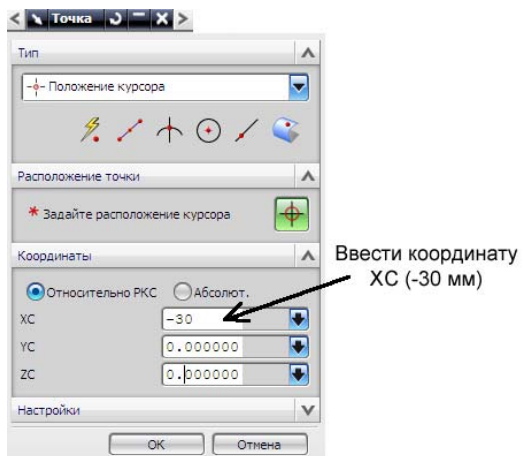 Точка
Тип
Положение курсора
Расположение точки
* Задайте расположение курсора
Координаты
Относительно РКС Абсолют.
XC -30
YC 0.000000
ZC 0.000000
Настройки
OK Отмена
Ввести координату
XC (-30 мм)